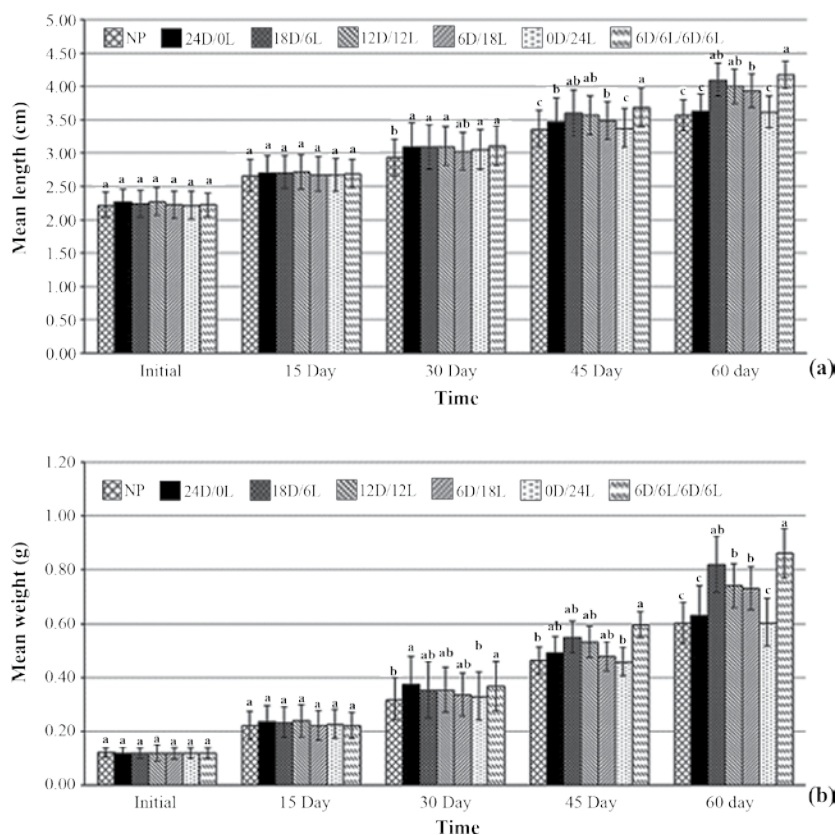 5.00
NP 24D/0L 18D/6L 12D/12L 6D/18L 0D/24L 6D/6L/6D/6L
4.50
4.00
3.50
3.00
2.50
2.00
1.50
1.00
0.50
0.00
Mean length (cm)
a a a a a a a
a a a a a a a
b a a a ab a a
c b ab ab b c a
c c ab ab b c a
Initial 15 Day 30 Day 45 Day 60 day
Time
(a)
1.20
NP 24D/0L 18D/6L 12D/12L 6D/18L 0D/24L 6D/6L/6D/6L
1.00
0.80
0.60
0.40
0.20
0.00
Mean weight (g)
a a a a a a a
a a a a a a a
b a ab ab ab b a
b ab ab ab ab b a
c c ab b b c a
Initial 15 Day 30 Day 45 Day 60 day
Time
(b)